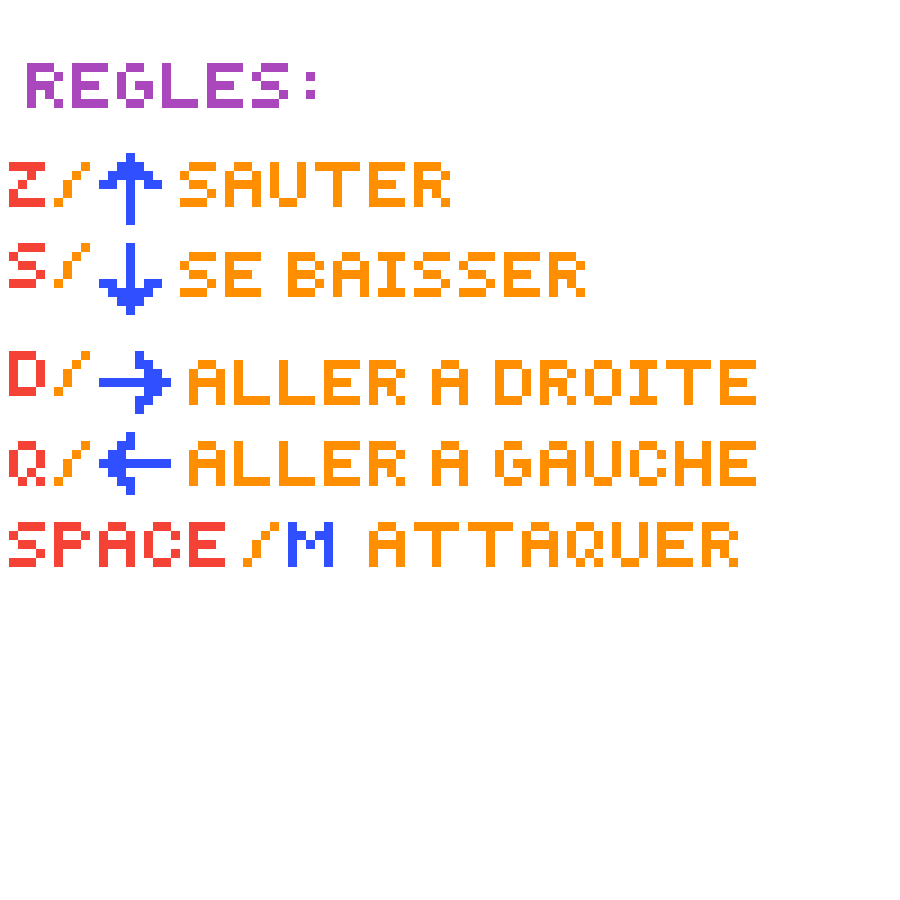 REGLES:
Z/↑ SAUTER
S/↓ SE BAISSER
D/→ ALLER A DROITE
Q/← ALLER A GAUCHE
SPACE/M ATTAQUER